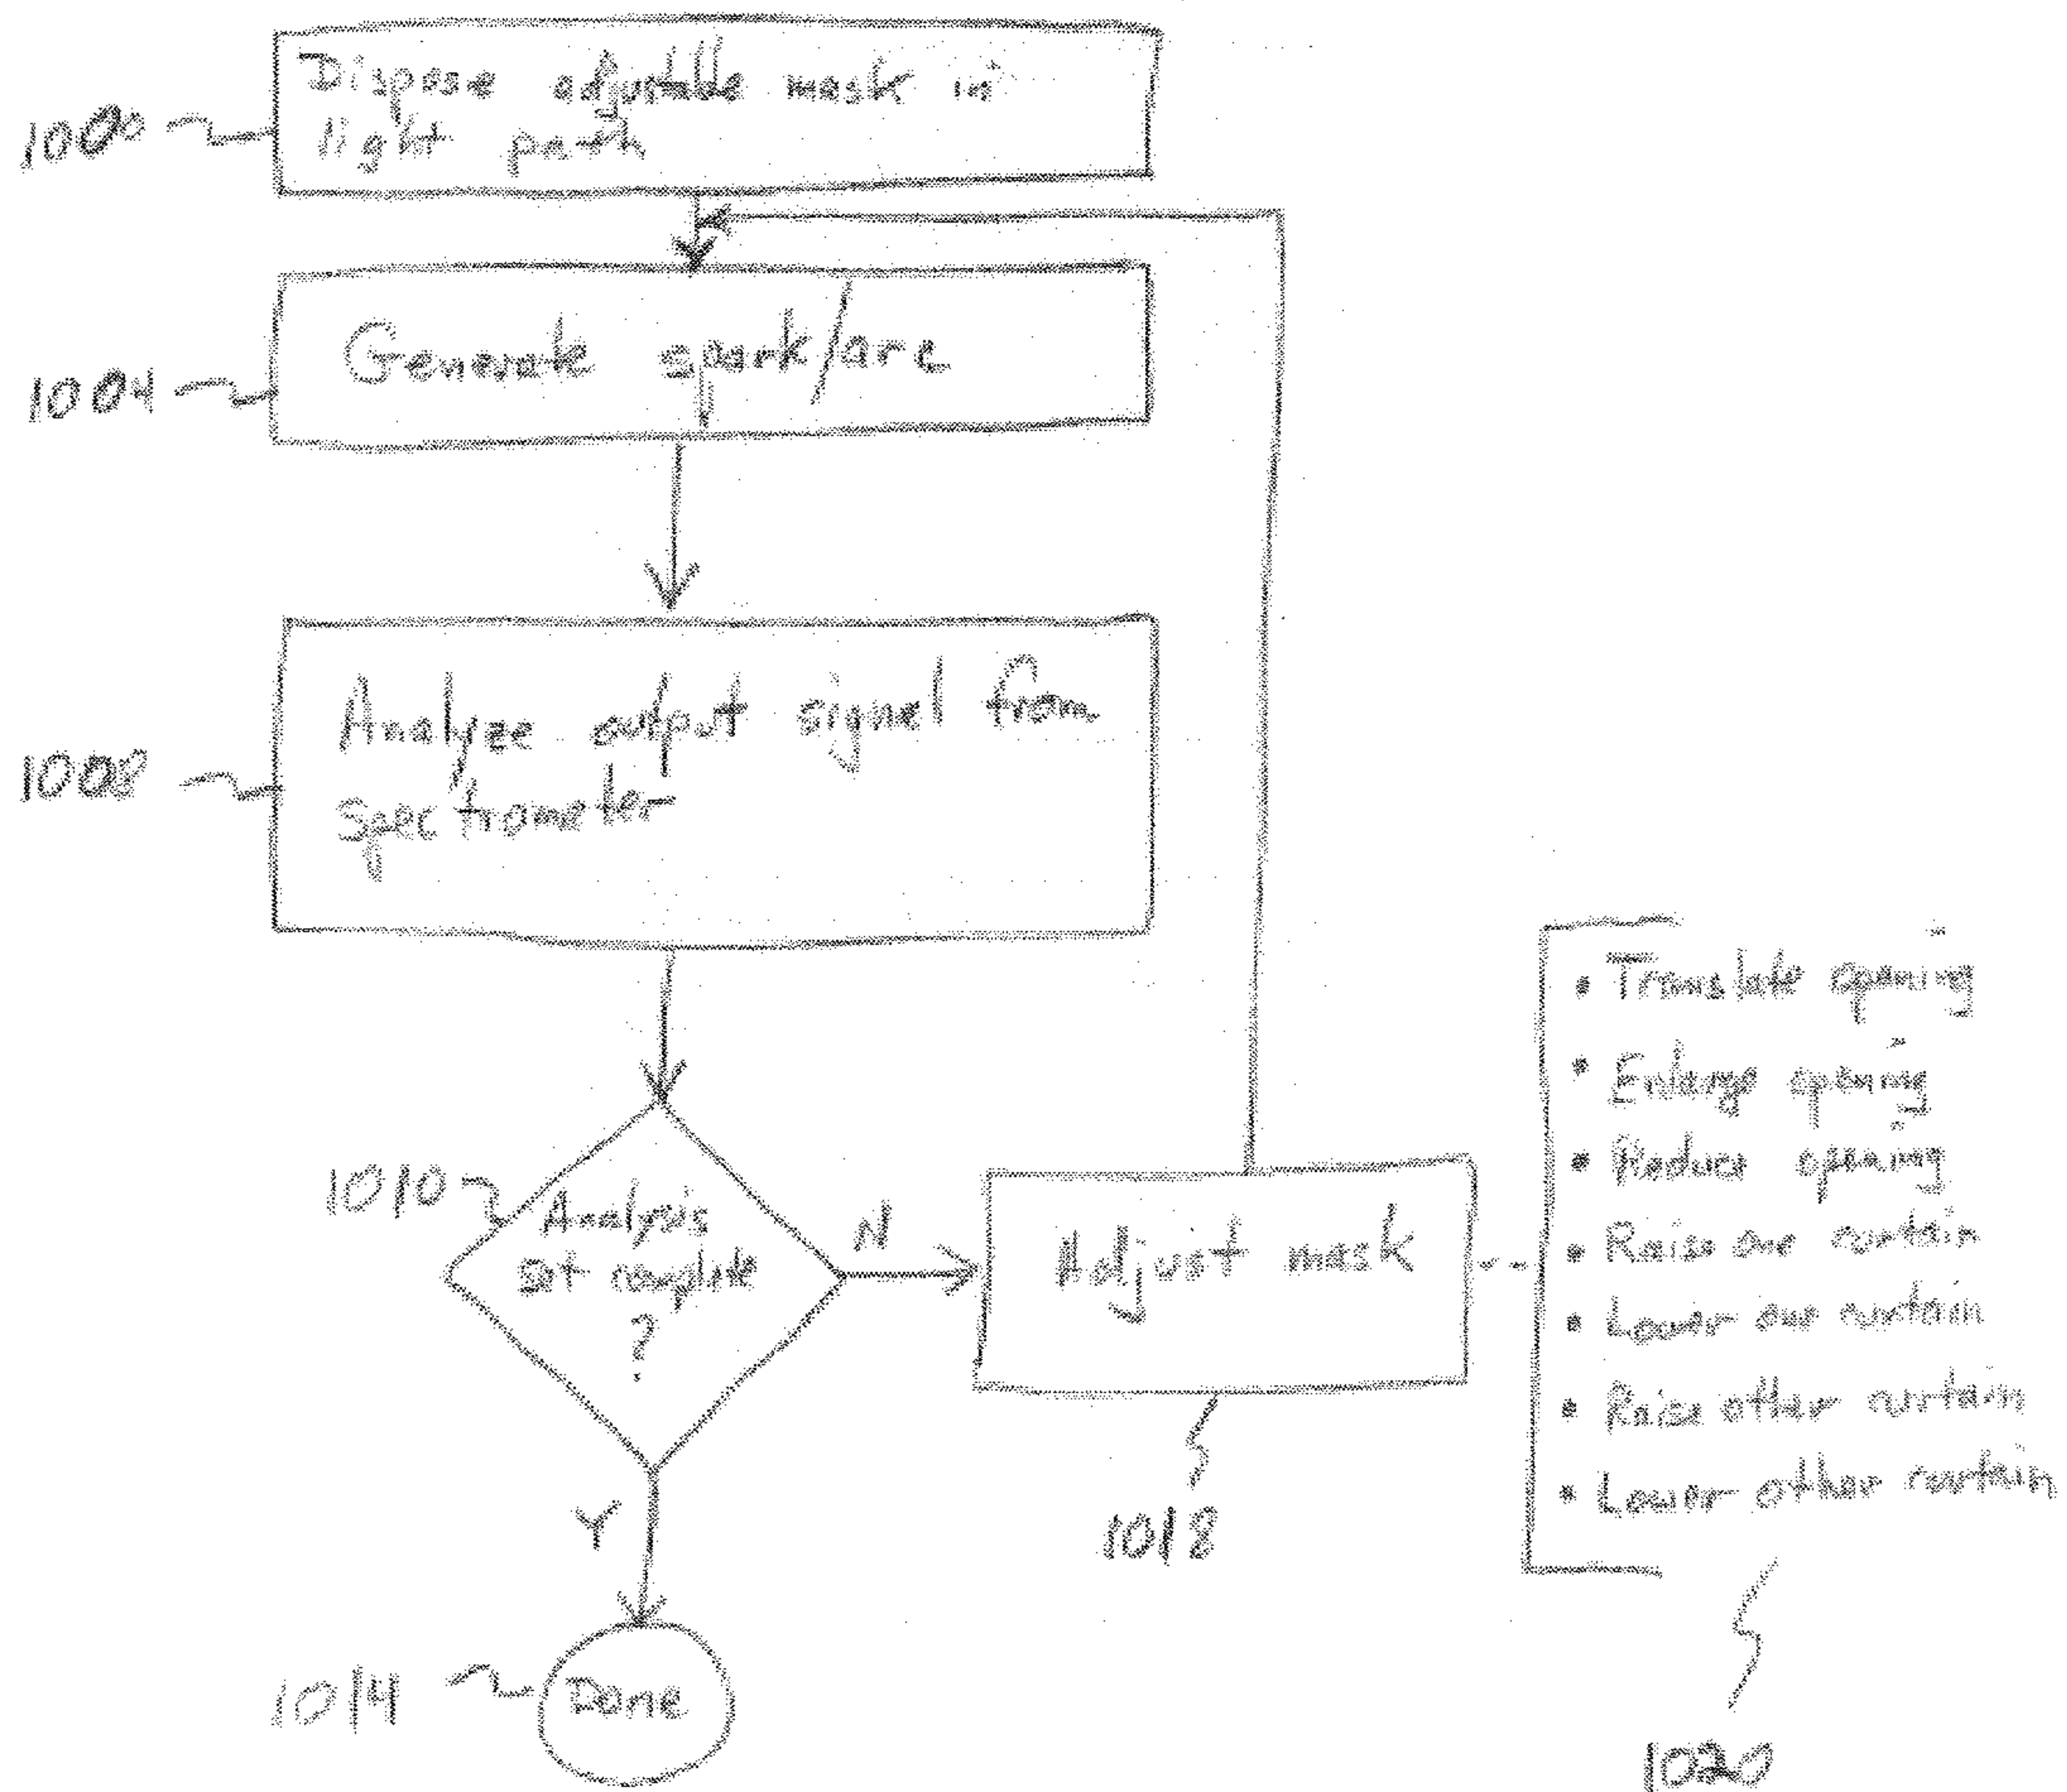 Dispose adjustable mask in
light path
1000
Generate spark/arc
1004
Analyze output signal from
Spectrometer
1008
1010
Analysis
set complete
?
N
Adjust mask
1018
• Translate opening
• Enlarge opening
• Reduce opening
• Raise one curtain
• Lower one curtain
• Raise other curtain
• Lower other curtain
1020
Y
1014
Done